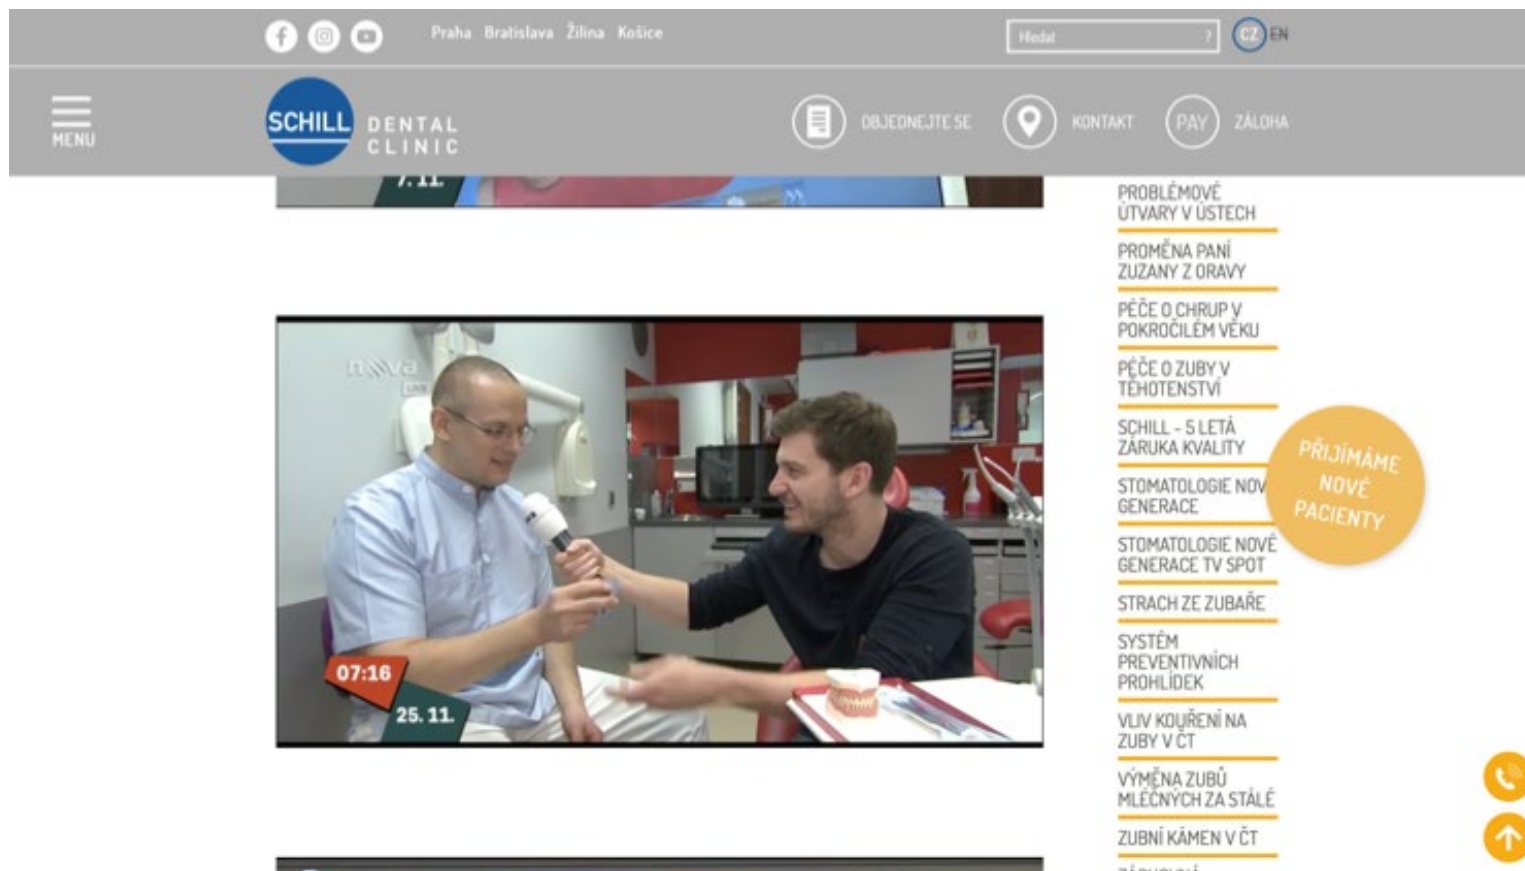 Praha Bratislava Žilina Košice
Hledat ?
CZ EN
MENU
SCHILL DENTAL
CLINIC
OBJEDNEJTE SE
KONTAKT
PAY ZÁLOHA
7. 11.
nova
07:16
25. 11.
PROBLÉMOVÉ
ÚTVARY V ÚSTECH
PROMĚNA PANÍ
ZUZANY Z ORAVY
PÉČE O CHRUP V
POKROČILÉM VĚKU
PÉČE O ZUBY V
TĚHOTENSTVÍ
SCHILL - 5 LETÁ
ZÁRUKA KVALITY
STOMATOLOGIE NOV
GENERACE
STOMATOLOGIE NOVÉ
GENERACE TV SPOT
STRACH ZE ZUBAŘE
SYSTÉM
PREVENTIVNÍCH
PROHLÍDEK
VLIV KOUŘENÍ NA
ZUBY V ČT
VÝMĚNA ZUBŮ
MLÉČNÝCH ZA STÁLÉ
ZUBNÍ KÁMEN V ČT
PŘIJÍMÁME
NOVÉ
PACIENTY